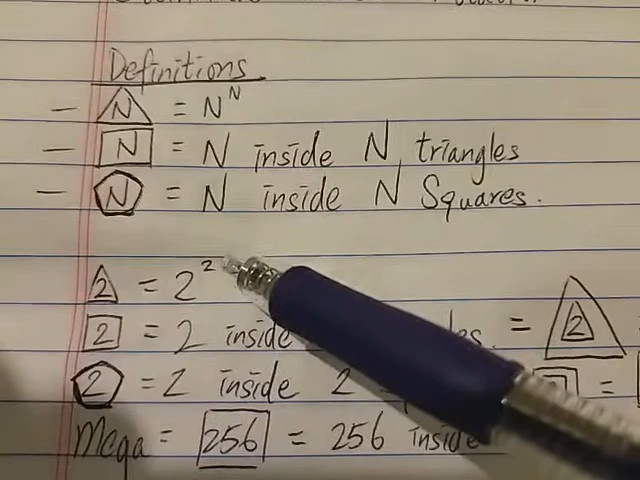 Definitions
- N = N^N
- N = N inside N triangles
- N = N inside N Squares.
2 = 2^2
2 = 2 inside = 2
2 = 2 inside 2 =
Mega = 256 = 256 inside